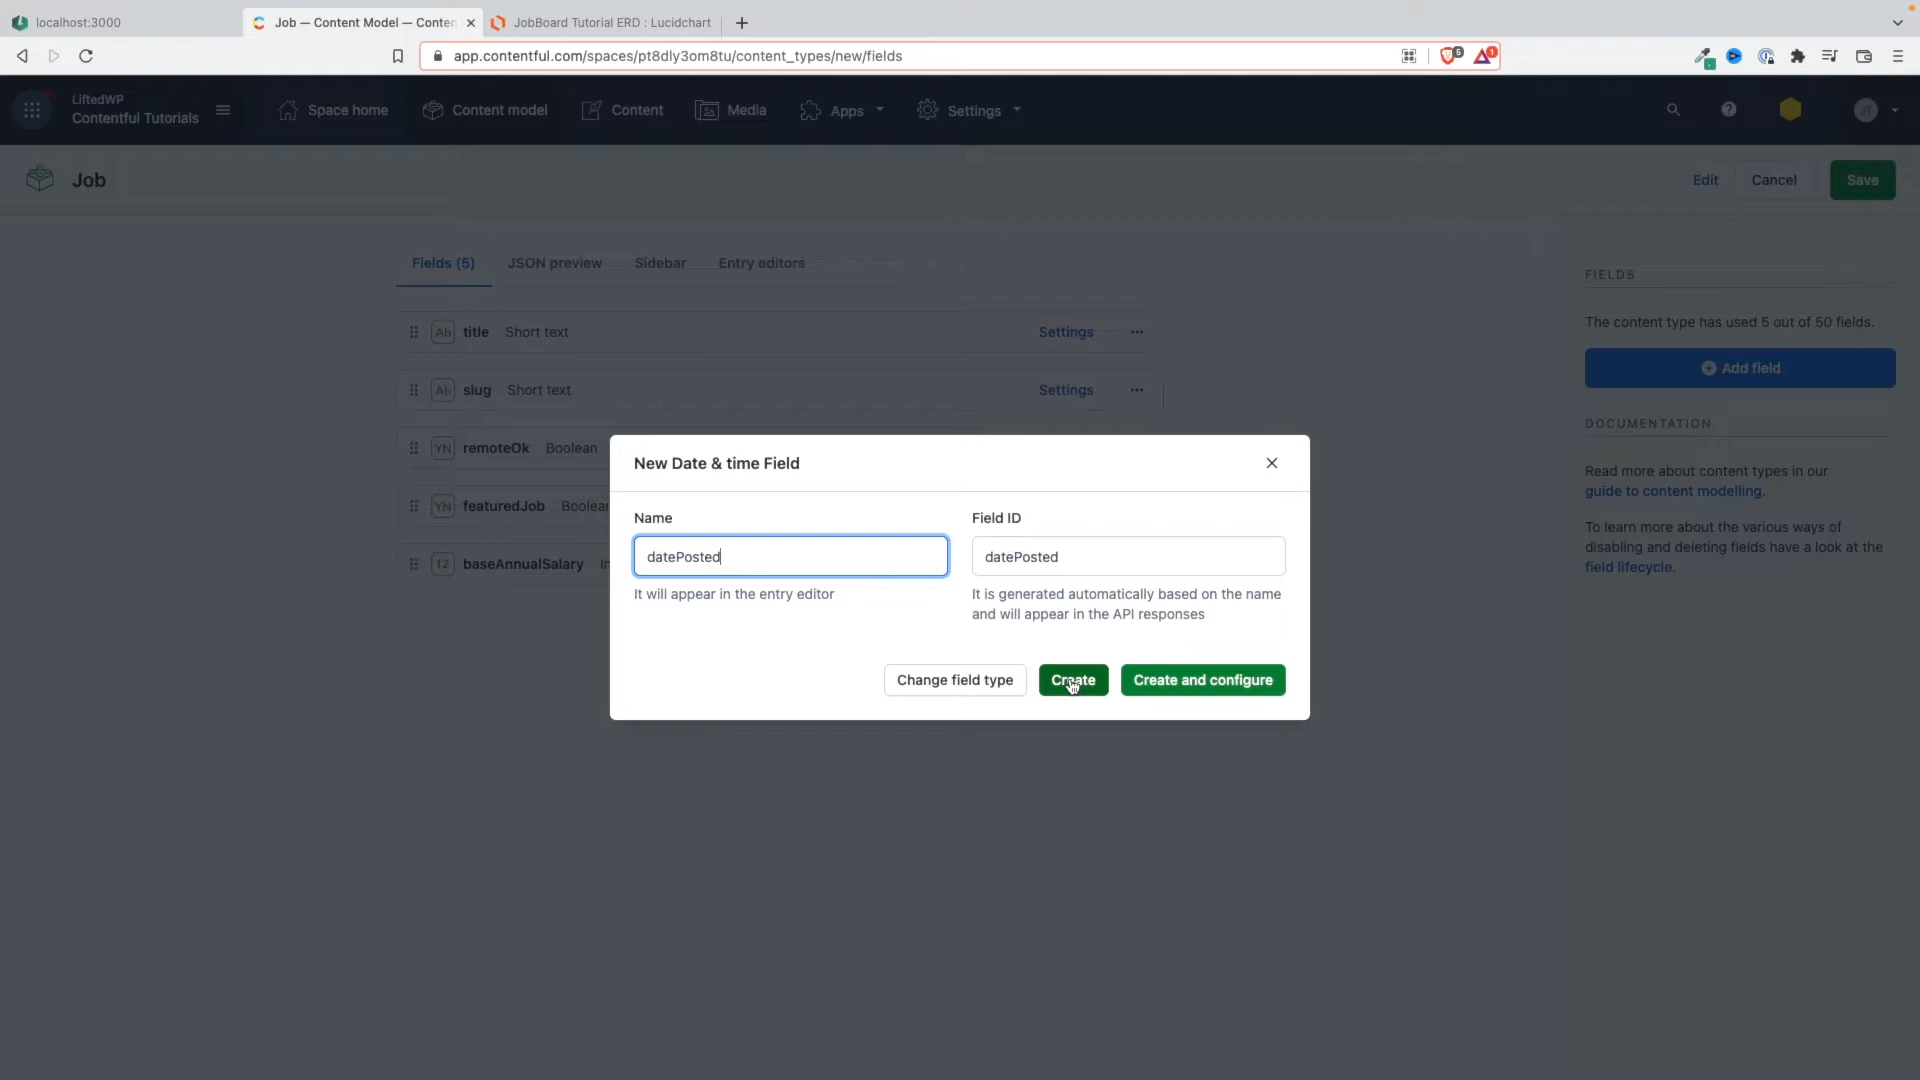 localhost:3000
Job — Content Model — Conten
JobBoard Tutorial ERD : Lucidchart
app.contentful.com/spaces/pt8dly3om8tu/content_types/new/fields
5
1
LiftedWP
Contentful Tutorials
Space home
Content model
Content
Media
Apps
Settings
Job
Edit
Cancel
Save
Fields (5)
JSON preview
Sidebar
Entry editors
Ab title Short text Settings
Ab slug Short text Settings
YN remoteOk Boolean
YN featuredJob Boolea
12 baseAnnualSalary In
FIELDS
The content type has used 5 out of 50 fields.
Add field
DOCUMENTATION
Read more about content types in our
guide to content modelling.
To learn more about the various ways of
disabling and deleting fields have a look at the
field lifecycle.
New Date & time Field
Name
datePosted
It will appear in the entry editor
Field ID
datePosted
It is generated automatically based on the name
and will appear in the API responses
Change field type
Create
Create and configure